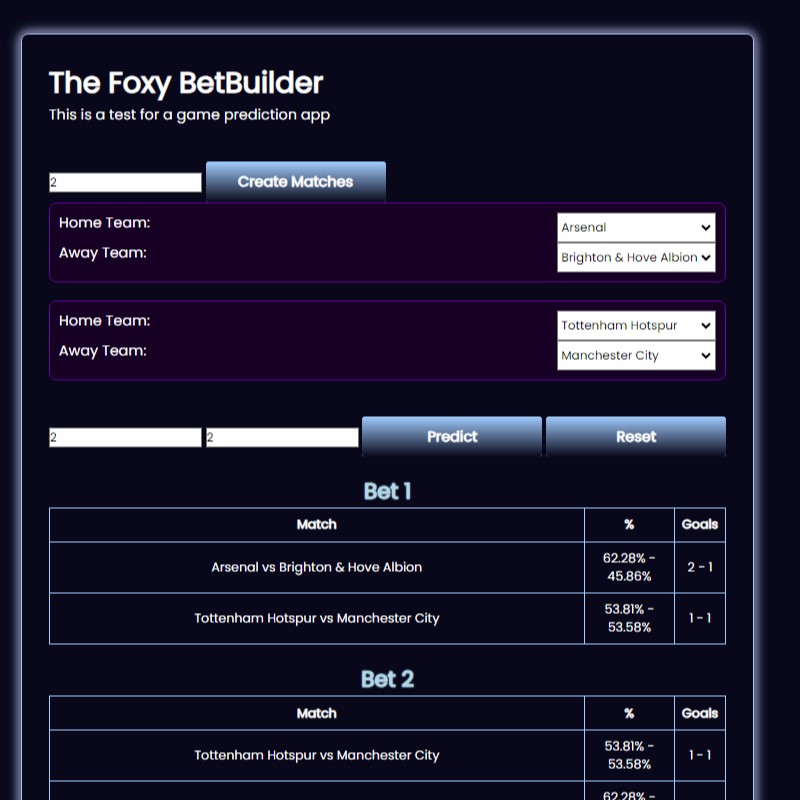 The Foxy BetBuilder
This is a test for a game prediction app
2 Create Matches
Home Team: Arsenal
Away Team: Brighton & Hove Albion
Home Team: Tottenham Hotspur
Away Team: Manchester City
2 2 Predict Reset
Bet 1
Match % Goals
Arsenal vs Brighton & Hove Albion 62.28% - 2 - 1
45.86%
Tottenham Hotspur vs Manchester City 53.81% - 1 - 1
53.58%
Bet 2
Match % Goals
Tottenham Hotspur vs Manchester City 53.81% - 1 - 1
53.58%
62.28% -